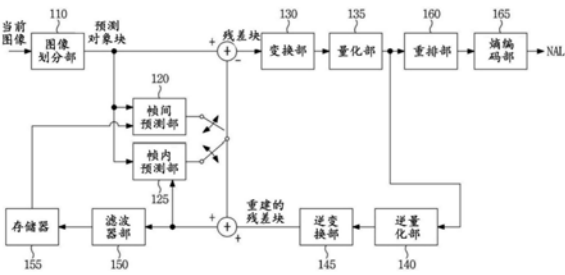 当前
图像
110
图像
划分部
预测
对象块
+
+
−
残差块
130
变换部
135
量化部
160
重排部
165
熵编
码部
NAL
120
帧间
预测部
帧内
预测部
125
存储器
155
滤波
器部
150
+
+
+
重建的
残差块
逆变
换部
145
逆量
化部
140